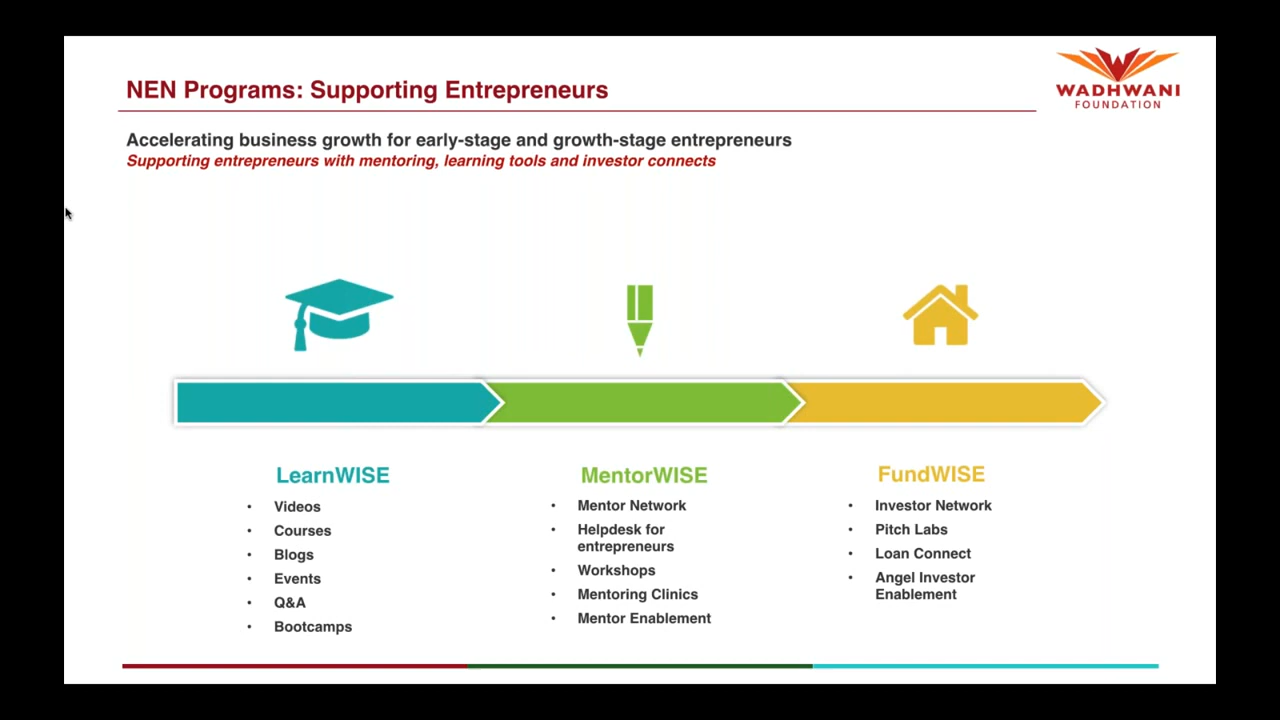 NEN Programs: Supporting Entrepreneurs
WADHWANI
FOUNDATION
Accelerating business growth for early-stage and growth-stage entrepreneurs
Supporting entrepreneurs with mentoring, learning tools and investor connects
LearnWISE
• Videos
• Courses
• Blogs
• Events
• Q&A
• Bootcamps
MentorWISE
• Mentor Network
• Helpdesk for
entrepreneurs
• Workshops
• Mentoring Clinics
• Mentor Enablement
FundWISE
• Investor Network
• Pitch Labs
• Loan Connect
• Angel Investor
Enablement